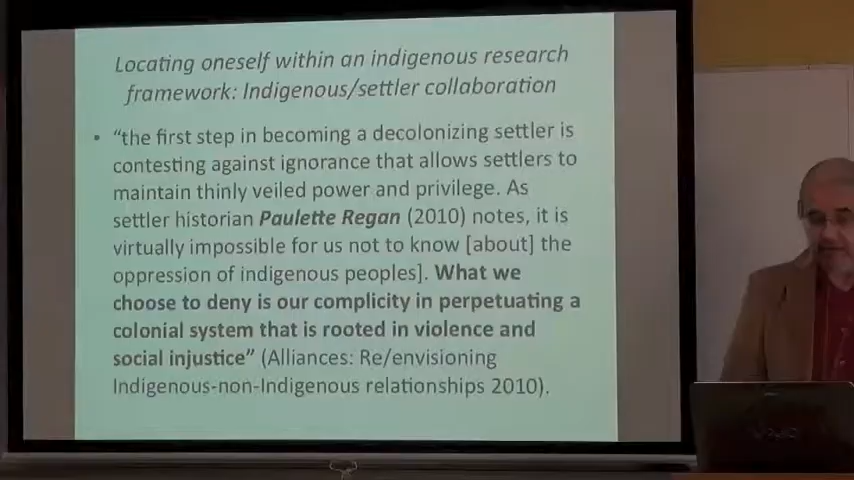 Locating oneself within an indigenous research
framework: Indigenous/settler collaboration
• “the first step in becoming a decolonizing settler is
contesting against ignorance that allows settlers to
maintain thinly veiled power and privilege. As
settler historian Paulette Regan (2010) notes, it is
virtually impossible for us not to know [about] the
oppression of indigenous peoples]. What we
choose to deny is our complicity in perpetuating a
colonial system that is rooted in violence and
social injustice” (Alliances: Re/envisioning
Indigenous-non-Indigenous relationships 2010).